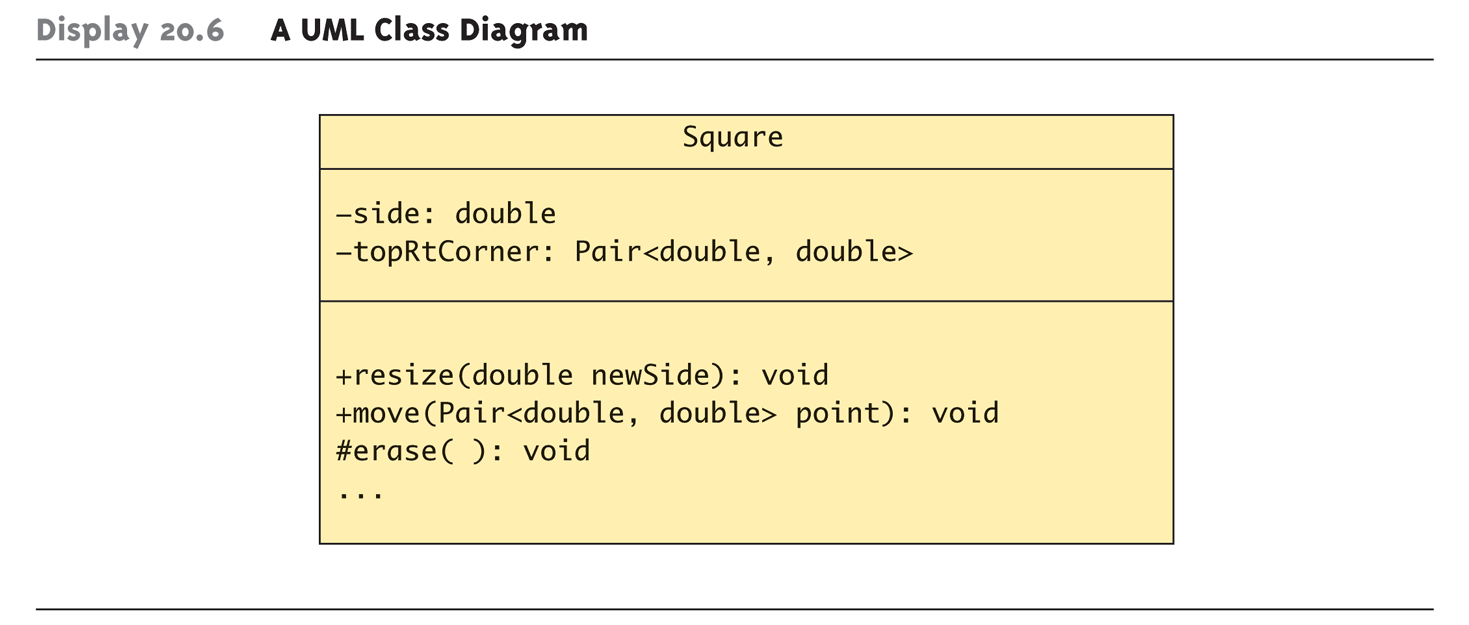 Display 20.6 A UML Class Diagram
Square
–side: double
–topRtCorner: Pair<double, double>
+resize(double newSide): void
+move(Pair<double, double> point): void
#erase( ): void
...